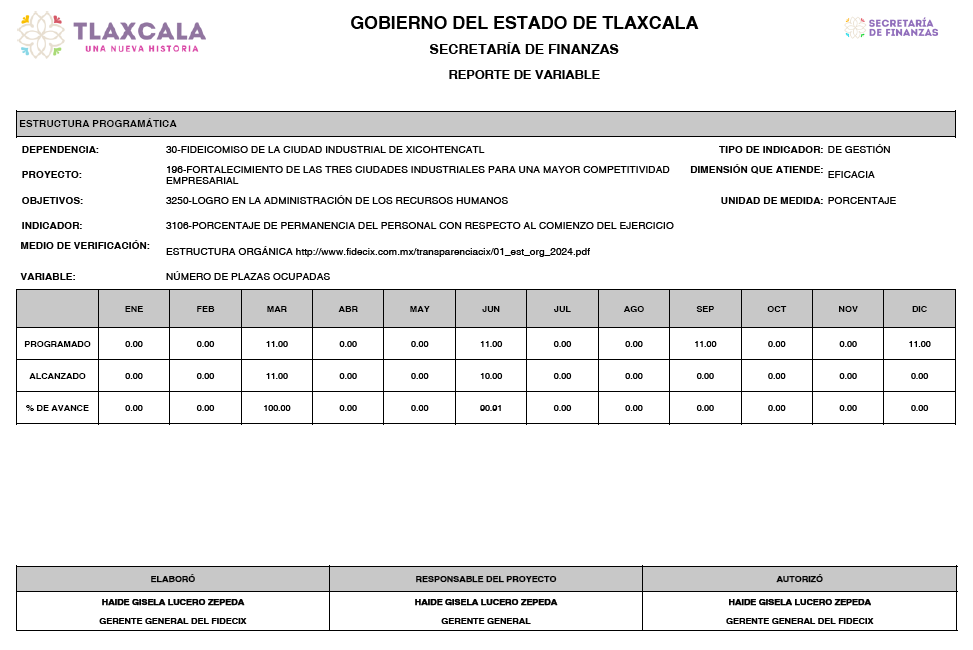 TLAXCALA
UNA NUEVA HISTORIA
GOBIERNO DEL ESTADO DE TLAXCALA
SECRETARÍA DE FINANZAS
REPORTE DE VARIABLE
SECRETARÍA
DE FINANZAS
ESTRUCTURA PROGRAMÁTICA
DEPENDENCIA: 30-FIDEICOMISO DE LA CIUDAD INDUSTRIAL DE XICOHTENCATL TIPO DE INDICADOR: DE GESTIÓN
PROYECTO: 196-FORTALECIMIENTO DE LAS TRES CIUDADES INDUSTRIALES PARA UNA MAYOR COMPETITIVIDAD
EMPRESARIAL
DIMENSIÓN QUE ATIENDE: EFICACIA
OBJETIVOS: 3250-LOGRO EN LA ADMINISTRACIÓN DE LOS RECURSOS HUMANOS UNIDAD DE MEDIDA: PORCENTAJE
INDICADOR: 3106-PORCENTAJE DE PERMANENCIA DEL PERSONAL CON RESPECTO AL COMIENZO DEL EJERCICIO
MEDIO DE VERIFICACIÓN: ESTRUCTURA ORGÁNICA http://www.fidecix.com.mx/transparenciacix/01_est_org_2024.pdf
VARIABLE: NÚMERO DE PLAZAS OCUPADAS
ENE FEB MAR ABR MAY JUN JUL AGO SEP OCT NOV DIC
PROGRAMADO 0.00 0.00 11.00 0.00 0.00 11.00 0.00 0.00 11.00 0.00 0.00 11.00
ALCANZADO 0.00 0.00 11.00 0.00 0.00 10.00 0.00 0.00 0.00 0.00 0.00 0.00
% DE AVANCE 0.00 0.00 100.00 0.00 0.00 90.91 0.00 0.00 0.00 0.00 0.00 0.00
ELABORÓ RESPONSABLE DEL PROYECTO AUTORIZÓ
HAIDE GISELA LUCERO ZEPEDA HAIDE GISELA LUCERO ZEPEDA HAIDE GISELA LUCERO ZEPEDA
GERENTE GENERAL DEL FIDECIX GERENTE GENERAL GERENTE GENERAL DEL FIDECIX